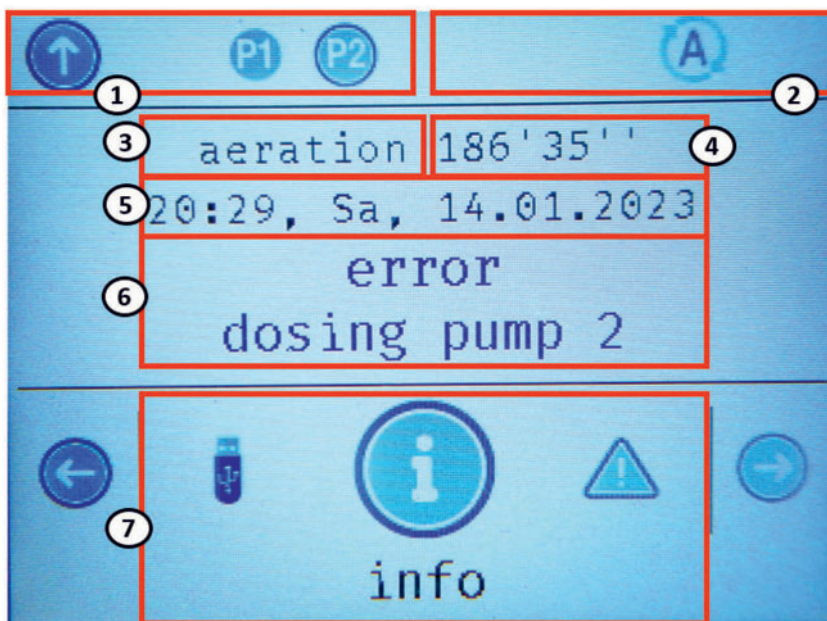 P1 P2 A
1 2
3 aeration 186'35'' 4
5 20:29, Sa, 14.01.2023
error
6
dosing pump 2
i !
7
info